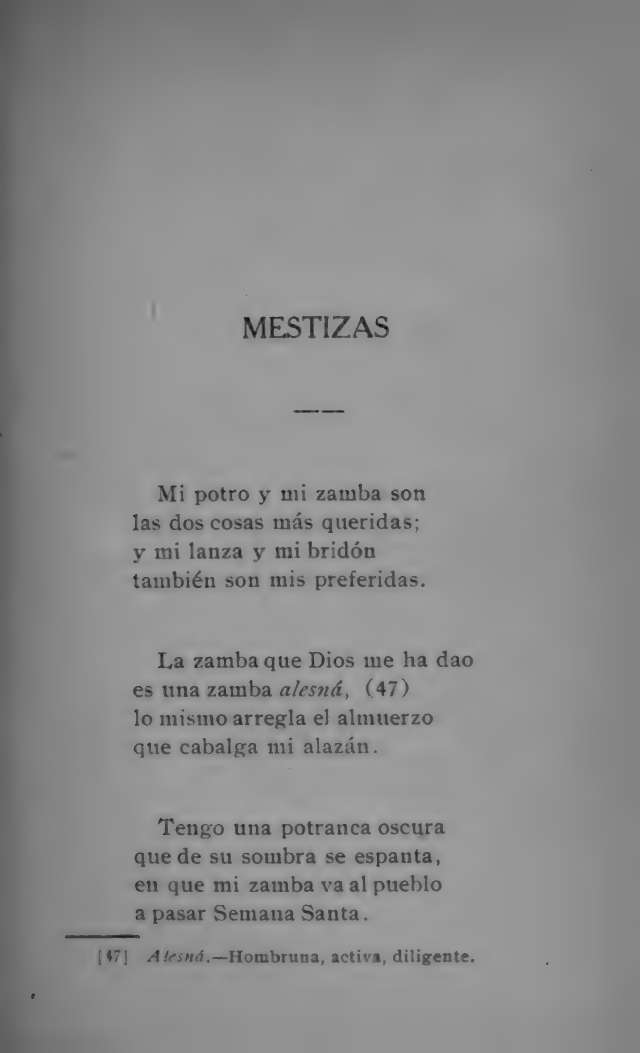 MESTIZAS
Mi potro y mi zamba son
las dos cosas más queridas;
y mi lanza y mi bridón
también son mis preferidas.
La zamba que Dios me ha dao
es una zamba alesná, (47)
lo mismo arregla el almuerzo
que cabalga mi alazán.
Tengo una potranca oscura
que de su sombra se espanta,
en que mi zamba va al pueblo
a pasar Semana Santa.
[47] Alesná.—Hombruna, activa, diligente.